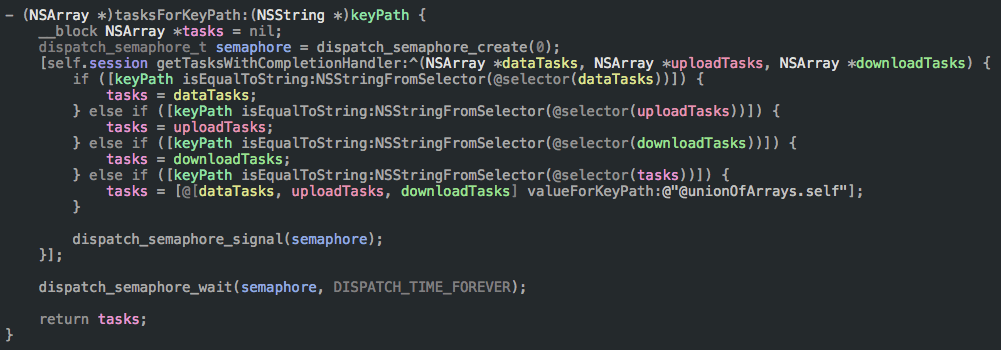 - (NSArray *)tasksForKeyPath:(NSString *)keyPath {
    __block NSArray *tasks = nil;
    dispatch_semaphore_t semaphore = dispatch_semaphore_create(0);
    [self.session getTasksWithCompletionHandler:^(NSArray *dataTasks, NSArray *uploadTasks, NSArray *downloadTasks) {
        if ([keyPath isEqualToString:NSStringFromSelector(@selector(dataTasks))]) {
            tasks = dataTasks;
        } else if ([keyPath isEqualToString:NSStringFromSelector(@selector(uploadTasks))]) {
            tasks = uploadTasks;
        } else if ([keyPath isEqualToString:NSStringFromSelector(@selector(downloadTasks))]) {
            tasks = downloadTasks;
        } else if ([keyPath isEqualToString:NSStringFromSelector(@selector(tasks))]) {
            tasks = [@[dataTasks, uploadTasks, downloadTasks] valueForKeyPath:@"@unionOfArrays.self"];
        }

        dispatch_semaphore_signal(semaphore);
    }];

    dispatch_semaphore_wait(semaphore, DISPATCH_TIME_FOREVER);

    return tasks;
}